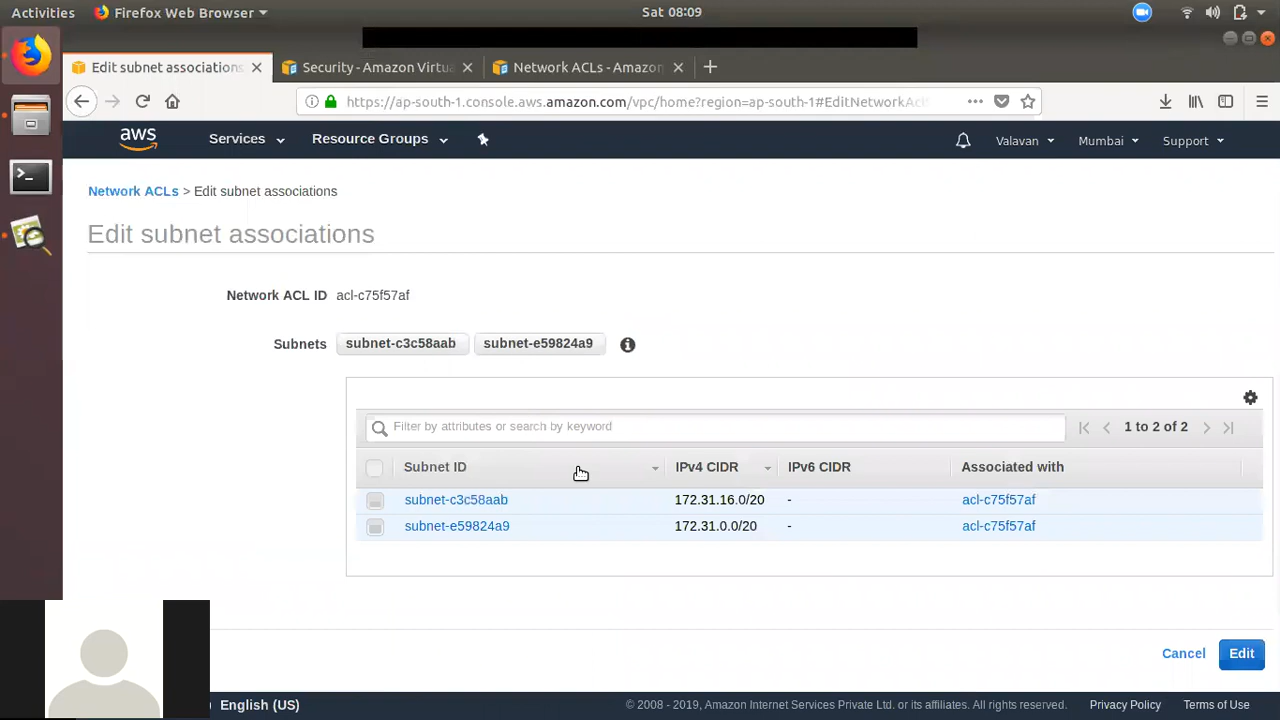 Activities Firefox Web Browser Sat 08:09
Edit subnet associations Security - Amazon Virtu Network ACLs - Amazon
https://ap-south-1.console.aws.amazon.com/vpc/home?region=ap-south-1#EditNetworkAcl
aws Services Resource Groups Valavan Mumbai Support
Network ACLs > Edit subnet associations
Edit subnet associations
Network ACL ID acl-c75f57af
Subnets subnet-c3c58aab subnet-e59824a9
Filter by attributes or search by keyword 1 to 2 of 2
Subnet ID IPv4 CIDR IPv6 CIDR Associated with
subnet-c3c58aab 172.31.16.0/20 - acl-c75f57af
subnet-e59824a9 172.31.0.0/20 - acl-c75f57af
Cancel Edit
English (US) © 2008 - 2019, Amazon Internet Services Private Ltd. or its affiliates. All rights reserved. Privacy Policy Terms of Use